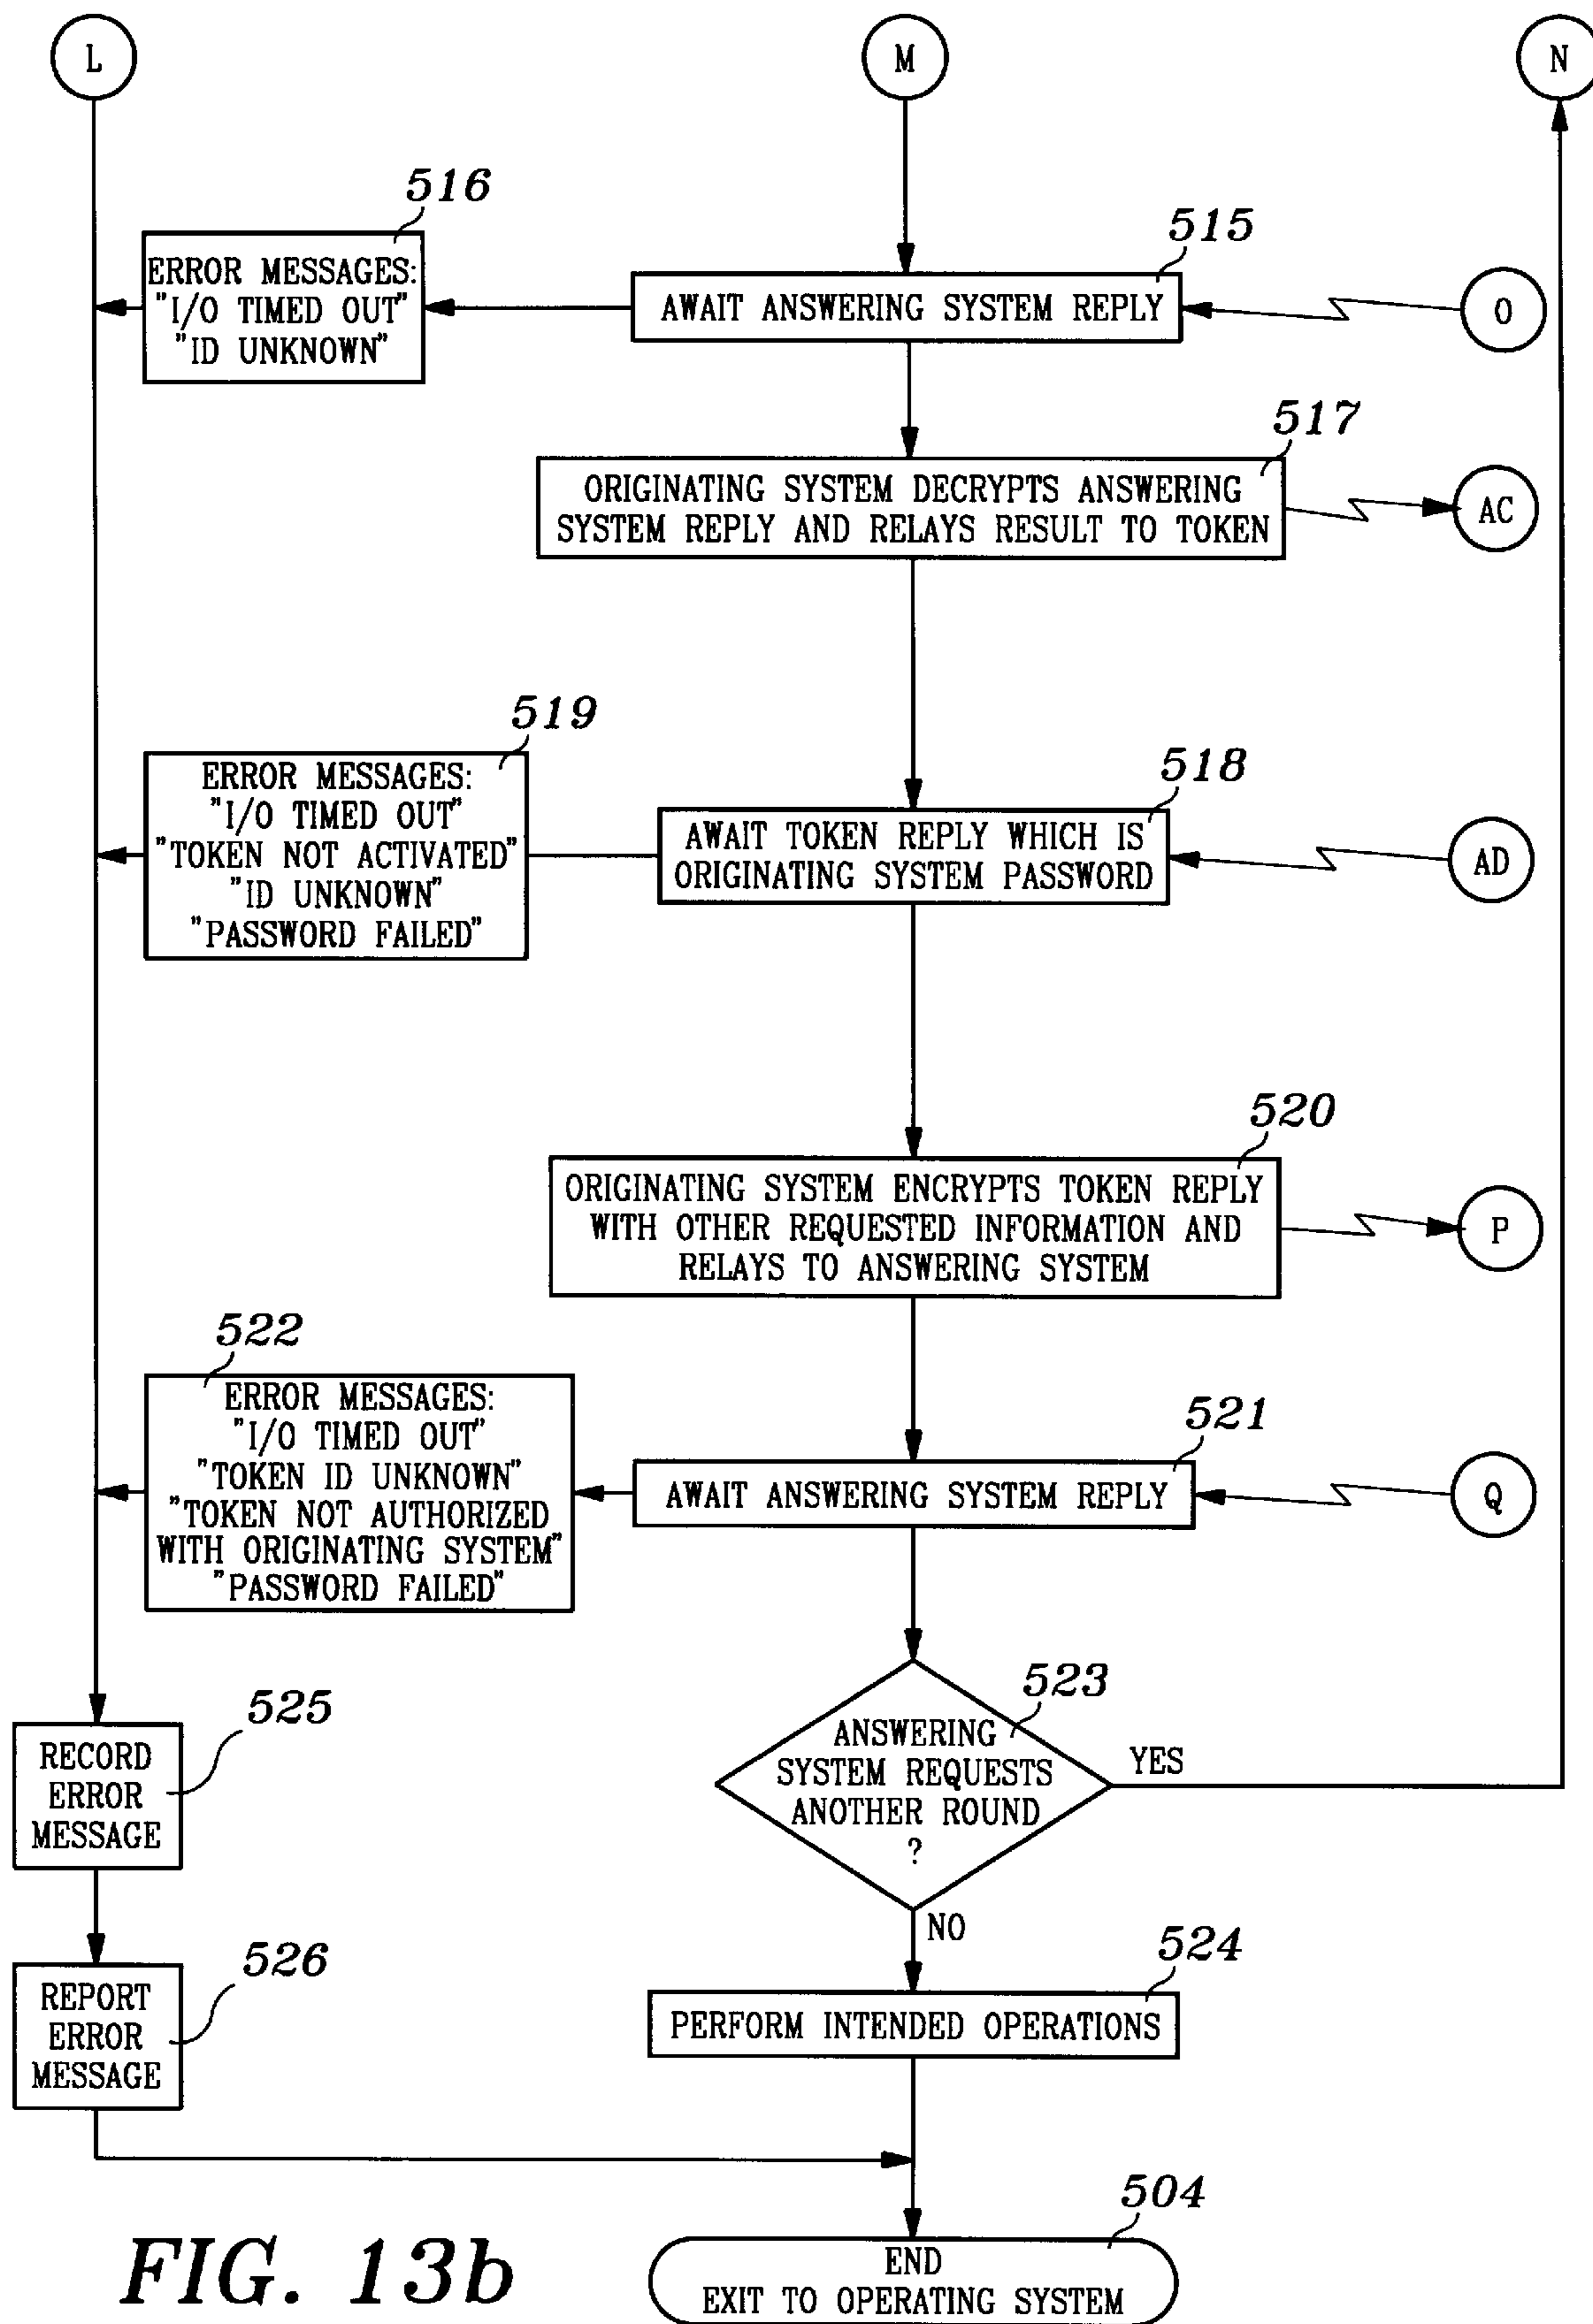 L
M
N
516
515
ERROR MESSAGES:
"I/O TIMED OUT"
"ID UNKNOWN"
AWAIT ANSWERING SYSTEM REPLY
O
517
ORIGINATING SYSTEM DECRYPTS ANSWERING
SYSTEM REPLY AND RELAYS RESULT TO TOKEN
AC
519
518
ERROR MESSAGES:
"I/O TIMED OUT"
"TOKEN NOT ACTIVATED"
"ID UNKNOWN"
"PASSWORD FAILED"
AWAIT TOKEN REPLY WHICH IS
ORIGINATING SYSTEM PASSWORD
AD
520
ORIGINATING SYSTEM ENCRYPTS TOKEN REPLY
WITH OTHER REQUESTED INFORMATION AND
RELAYS TO ANSWERING SYSTEM
P
522
521
ERROR MESSAGES:
"I/O TIMED OUT"
"TOKEN ID UNKNOWN"
"TOKEN NOT AUTHORIZED
WITH ORIGINATING SYSTEM"
"PASSWORD FAILED"
AWAIT ANSWERING SYSTEM REPLY
Q
523
525
ANSWERING
SYSTEM REQUESTS
ANOTHER ROUND
?
YES
RECORD
ERROR
MESSAGE
NO
524
526
REPORT
ERROR
MESSAGE
PERFORM INTENDED OPERATIONS
504
END
EXIT TO OPERATING SYSTEM
FIG. 13b